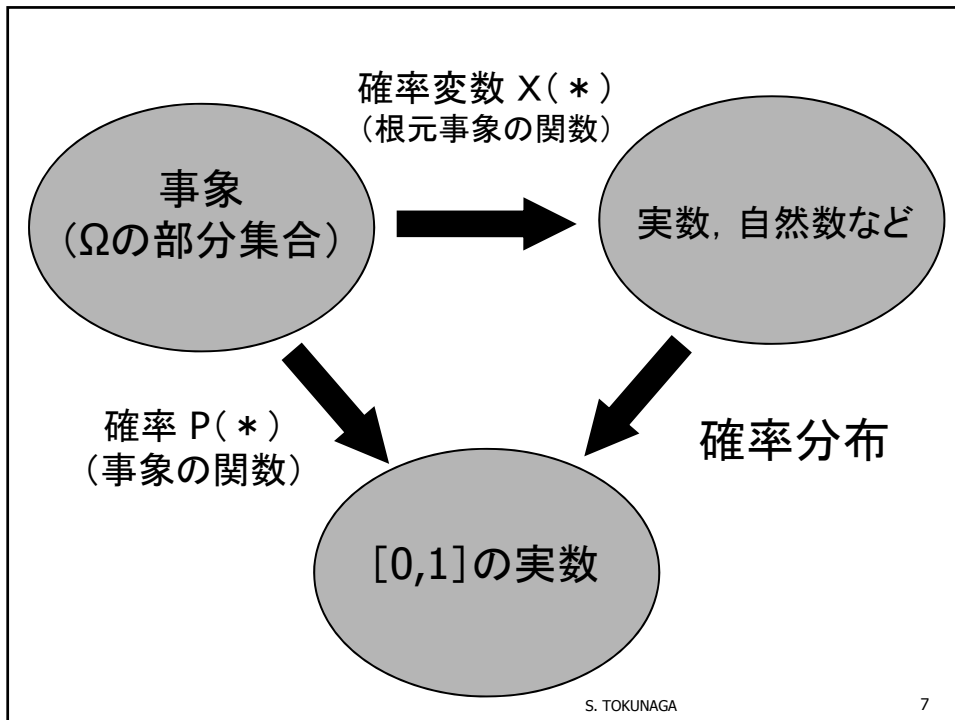 確率変数 X(*)
(根元事象の関数)
事象
(Ωの部分集合)
実数, 自然数など
確率 P(*)
(事象の関数)
確率分布
[0,1]の実数
S. TOKUNAGA
7